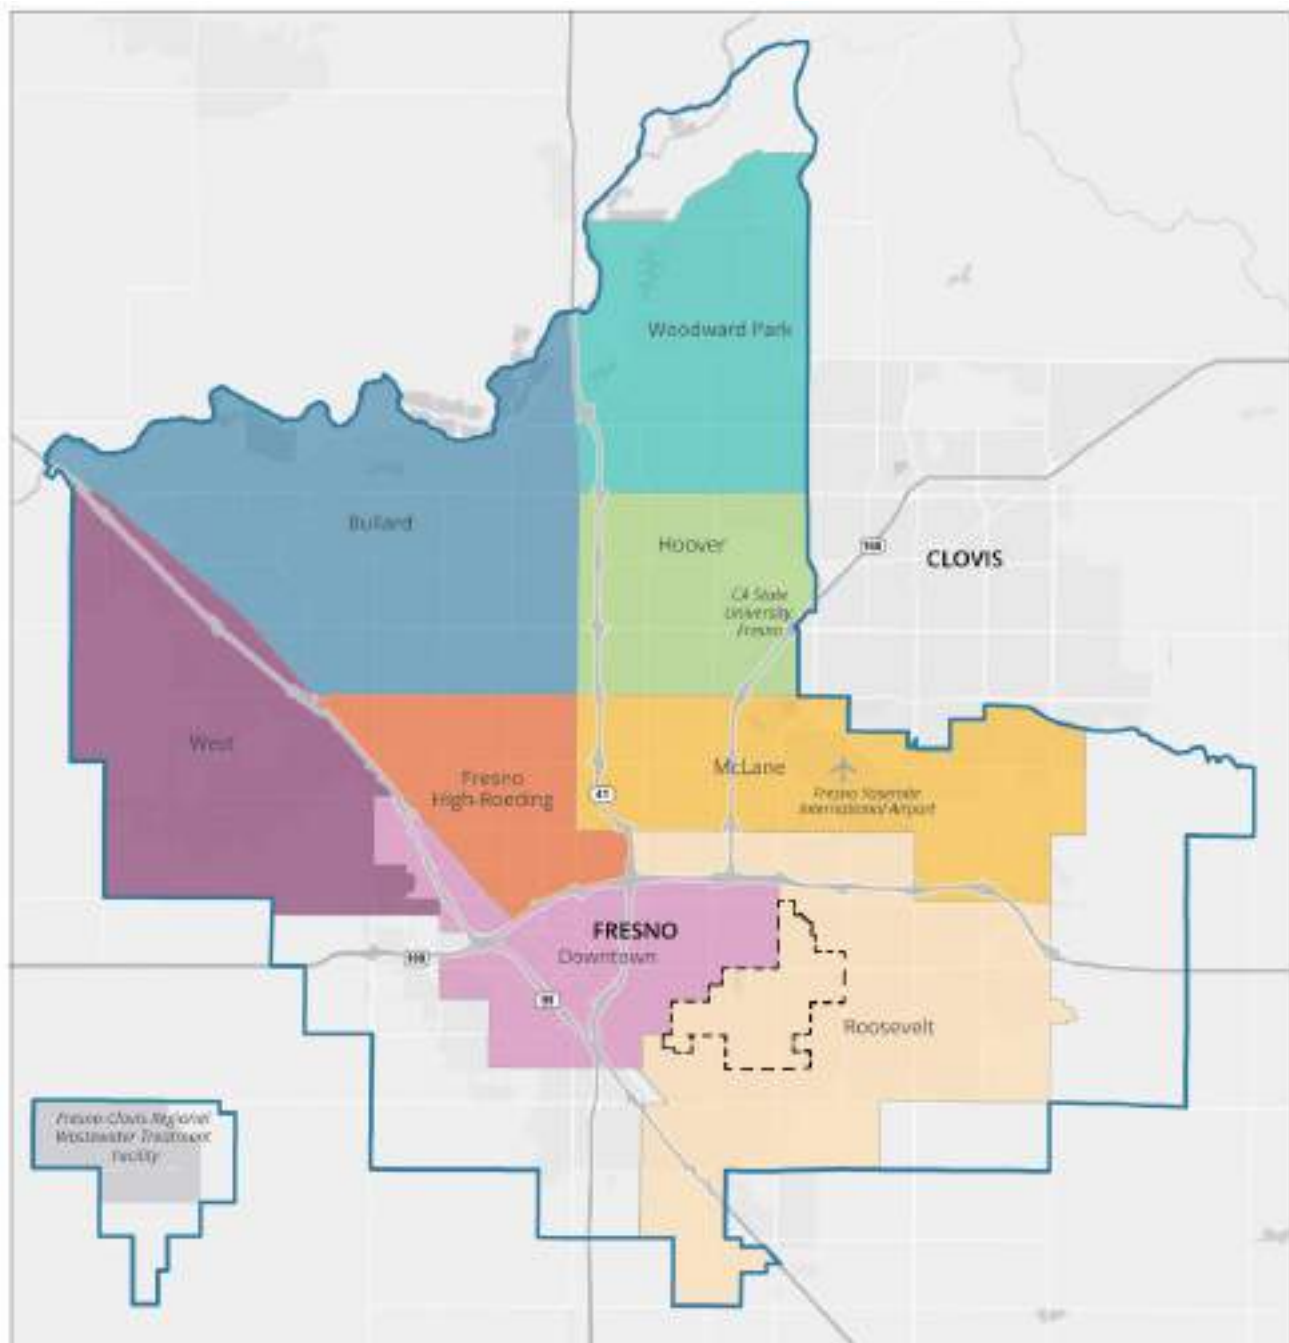 Woodward Park
Bullard
Hoover
168
CLOVIS
CA State
University,
Fresno
West
McLane
Fresno
High-Roeding
41
Fresno Yosemite
International Airport
FRESNO
Downtown
99
Roosevelt
Fresno-Clovis Regional
Wastewater Treatment
Facility